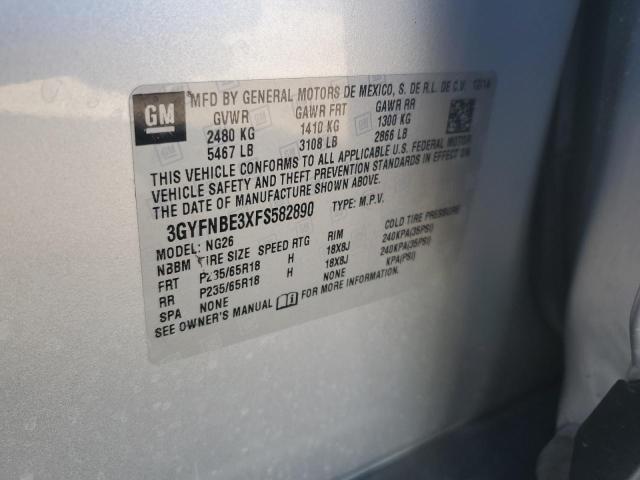 GM
MFD BY GENERAL MOTORS DE MEXICO, S. DE R.L. DE C.V. 12/14
GVWR GAWR FRT GAWR RR
2480 KG 1410 KG 1300 KG
5467 LB 3108 LB 2866 LB
THIS VEHICLE CONFORMS TO ALL APPLICABLE U.S. FEDERAL MOTOR
VEHICLE SAFETY AND THEFT PREVENTION STANDARDS IN EFFECT ON
THE DATE OF MANUFACTURE SHOWN ABOVE.
3GYFNBE3XFS582890 TYPE: M.P.V.
MODEL: NG26
NBBM TIRE SIZE SPEED RTG RIM COLD TIRE PRESSURE
FRT P235/65R18 H 18X8J 240KPA(35PSI)
RR P235/65R18 H 18X8J 240KPA(35PSI)
SPA NONE NONE KPA(PSI)
SEE OWNER'S MANUAL FOR MORE INFORMATION.